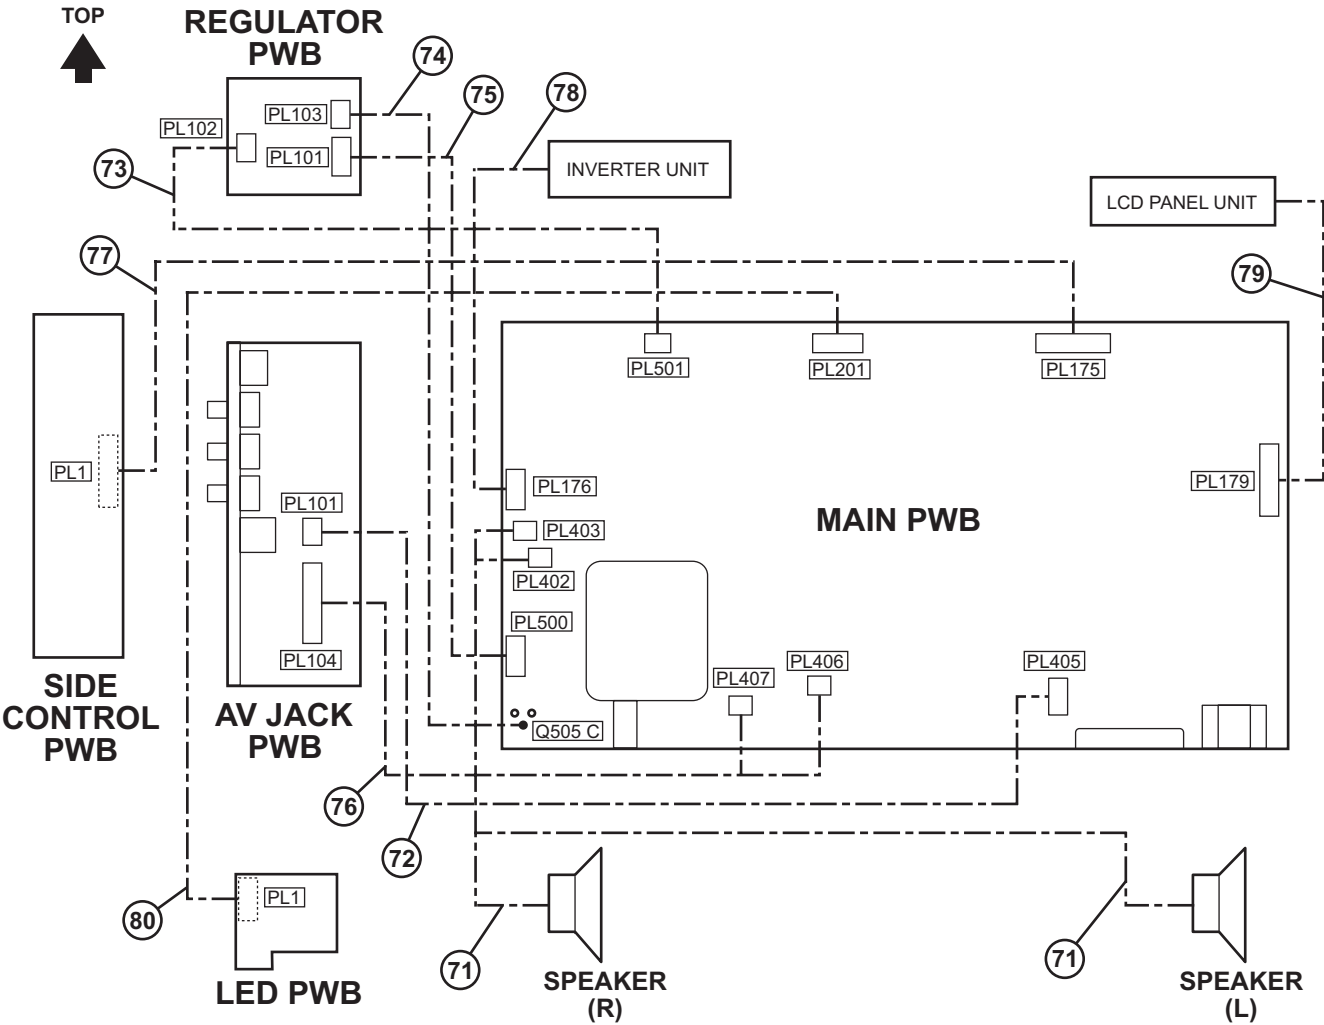 TOP
REGULATOR
PWB
74
75
78
PL103
PL102
PL101
73
INVERTER UNIT
LCD PANEL UNIT
77
79
PL501
PL201
PL175
PL1
PL176
PL179
PL101
PL403
MAIN PWB
PL402
PL500
PL104
PL406
PL405
PL407
Q505 C
SIDE
CONTROL
PWB
AV JACK
PWB
76
72
PL1
80
LED PWB
71
SPEAKER
(R)
71
SPEAKER
(L)